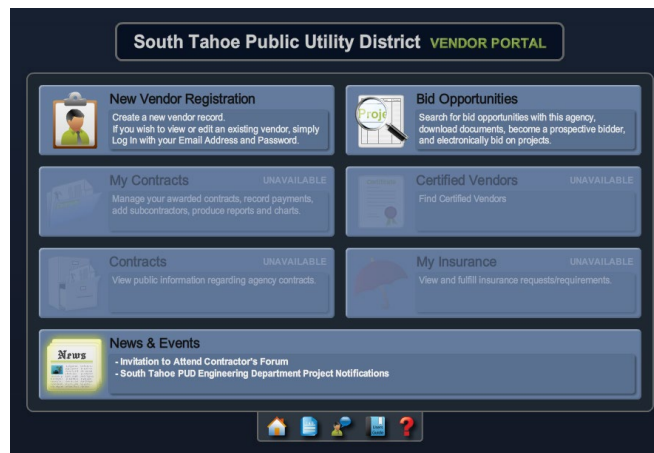 South Tahoe Public Utility District VENDOR PORTAL
New Vendor Registration
Create a new vendor record.
If you wish to view or edit an existing vendor, simply
Log In with your Email Address and Password.
Proje
Bid Opportunities
Search for bid opportunities with this agency,
download documents, become a prospective bidder,
and electronically bid on projects.
My Contracts UNAVAILABLE
Manage your awarded contracts, record payments,
add subcontractors, produce reports and charts.
Certified Vendors UNAVAILABLE
Find Certified Vendors
Contracts UNAVAILABLE
View public information regarding agency contracts.
My Insurance UNAVAILABLE
View and fulfill insurance requests/requirements.
News
News & Events
- Invitation to Attend Contractor's Forum
- South Tahoe PUD Engineering Department Project Notifications
?